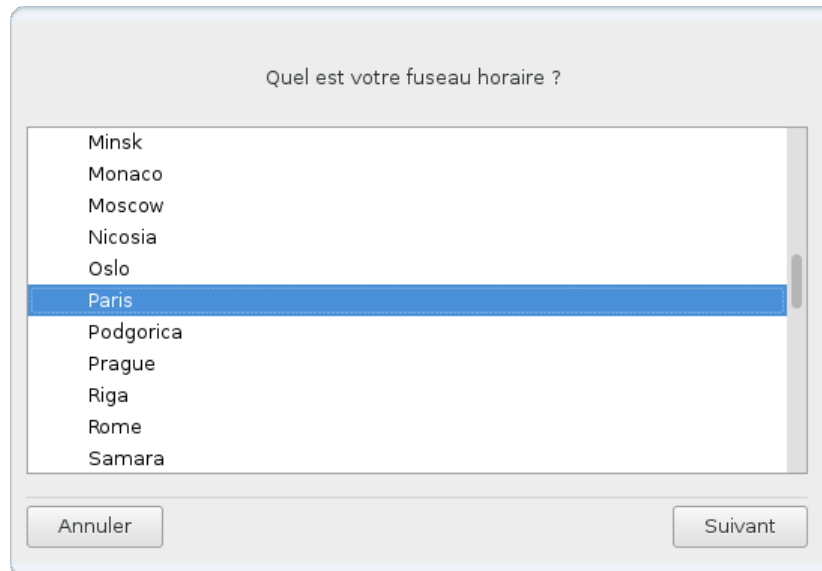 Quel est votre fuseau horaire ?
Minsk
Monaco
Moscow
Nicosia
Oslo
Paris
Podgorica
Prague
Riga
Rome
Samara
Annuler
Suivant